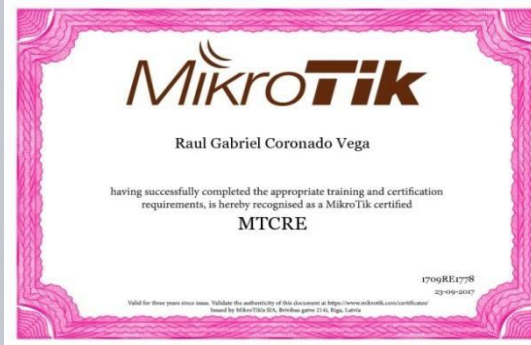 MikroTik
Raul Gabriel Coronado Vega
having successfully completed the appropriate training and certification
requirements, is hereby recognised as a MikroTik certified
MTCRE
1709RE1778
23-09-2017
Valid for three years since issue. Validate the authenticity of this document at https://www.mikrotik.com/certificates/
Issued by MikroTikls SIA, Brivibas gatve 214i, Riga, Latvia